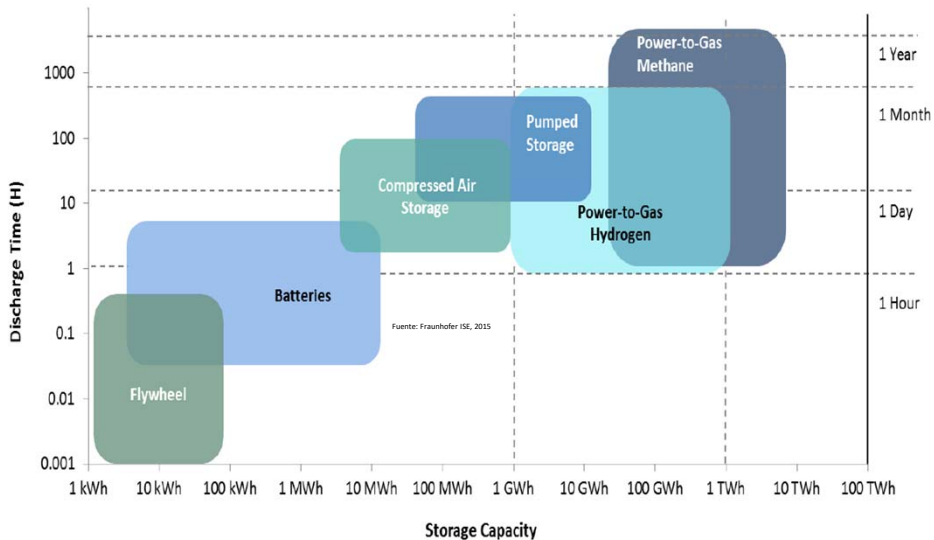 Power-to-Gas
Methane
1 Year
1000
1 Month
100
Pumped
Storage
Compressed Air
Storage
10
Power-to-Gas
Hydrogen
1 Day
1
Batteries
1 Hour
0.1
Fuente: Fraunhofer ISE, 2015
Flywheel
0.01
0.001
Discharge Time (H)
1 kWh 10 kWh 100 kWh 1 MWh 10 MWh 100 MWh 1 GWh 10 GWh 100 GWh 1 TWh 10 TWh 100 TWh
Storage Capacity